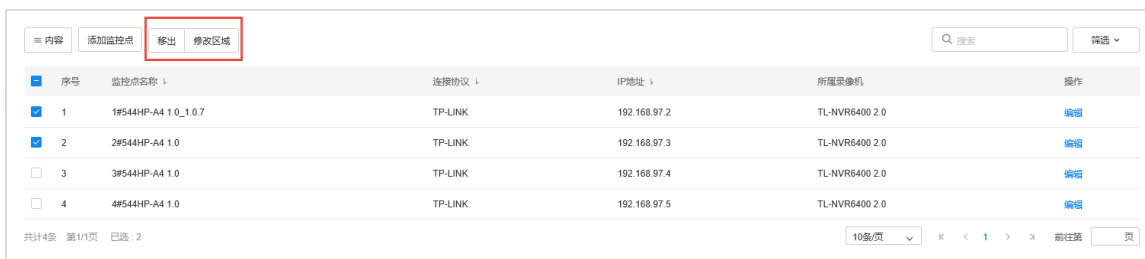 内容 添加监控点 移出 修改区域 搜索 筛选
序号 监控点名称 连接协议 IP地址 所属录像机 操作
1 1#544HP-A4 1.0_1.0.7 TP-LINK 192.168.97.2 TL-NVR6400 2.0 编辑
2 2#544HP-A4 1.0 TP-LINK 192.168.97.3 TL-NVR6400 2.0 编辑
3 3#544HP-A4 1.0 TP-LINK 192.168.97.4 TL-NVR6400 2.0 编辑
4 4#544HP-A4 1.0 TP-LINK 192.168.97.5 TL-NVR6400 2.0 编辑
共计4条 第1/1页 已选 : 2 10条/页 1 前往第 页